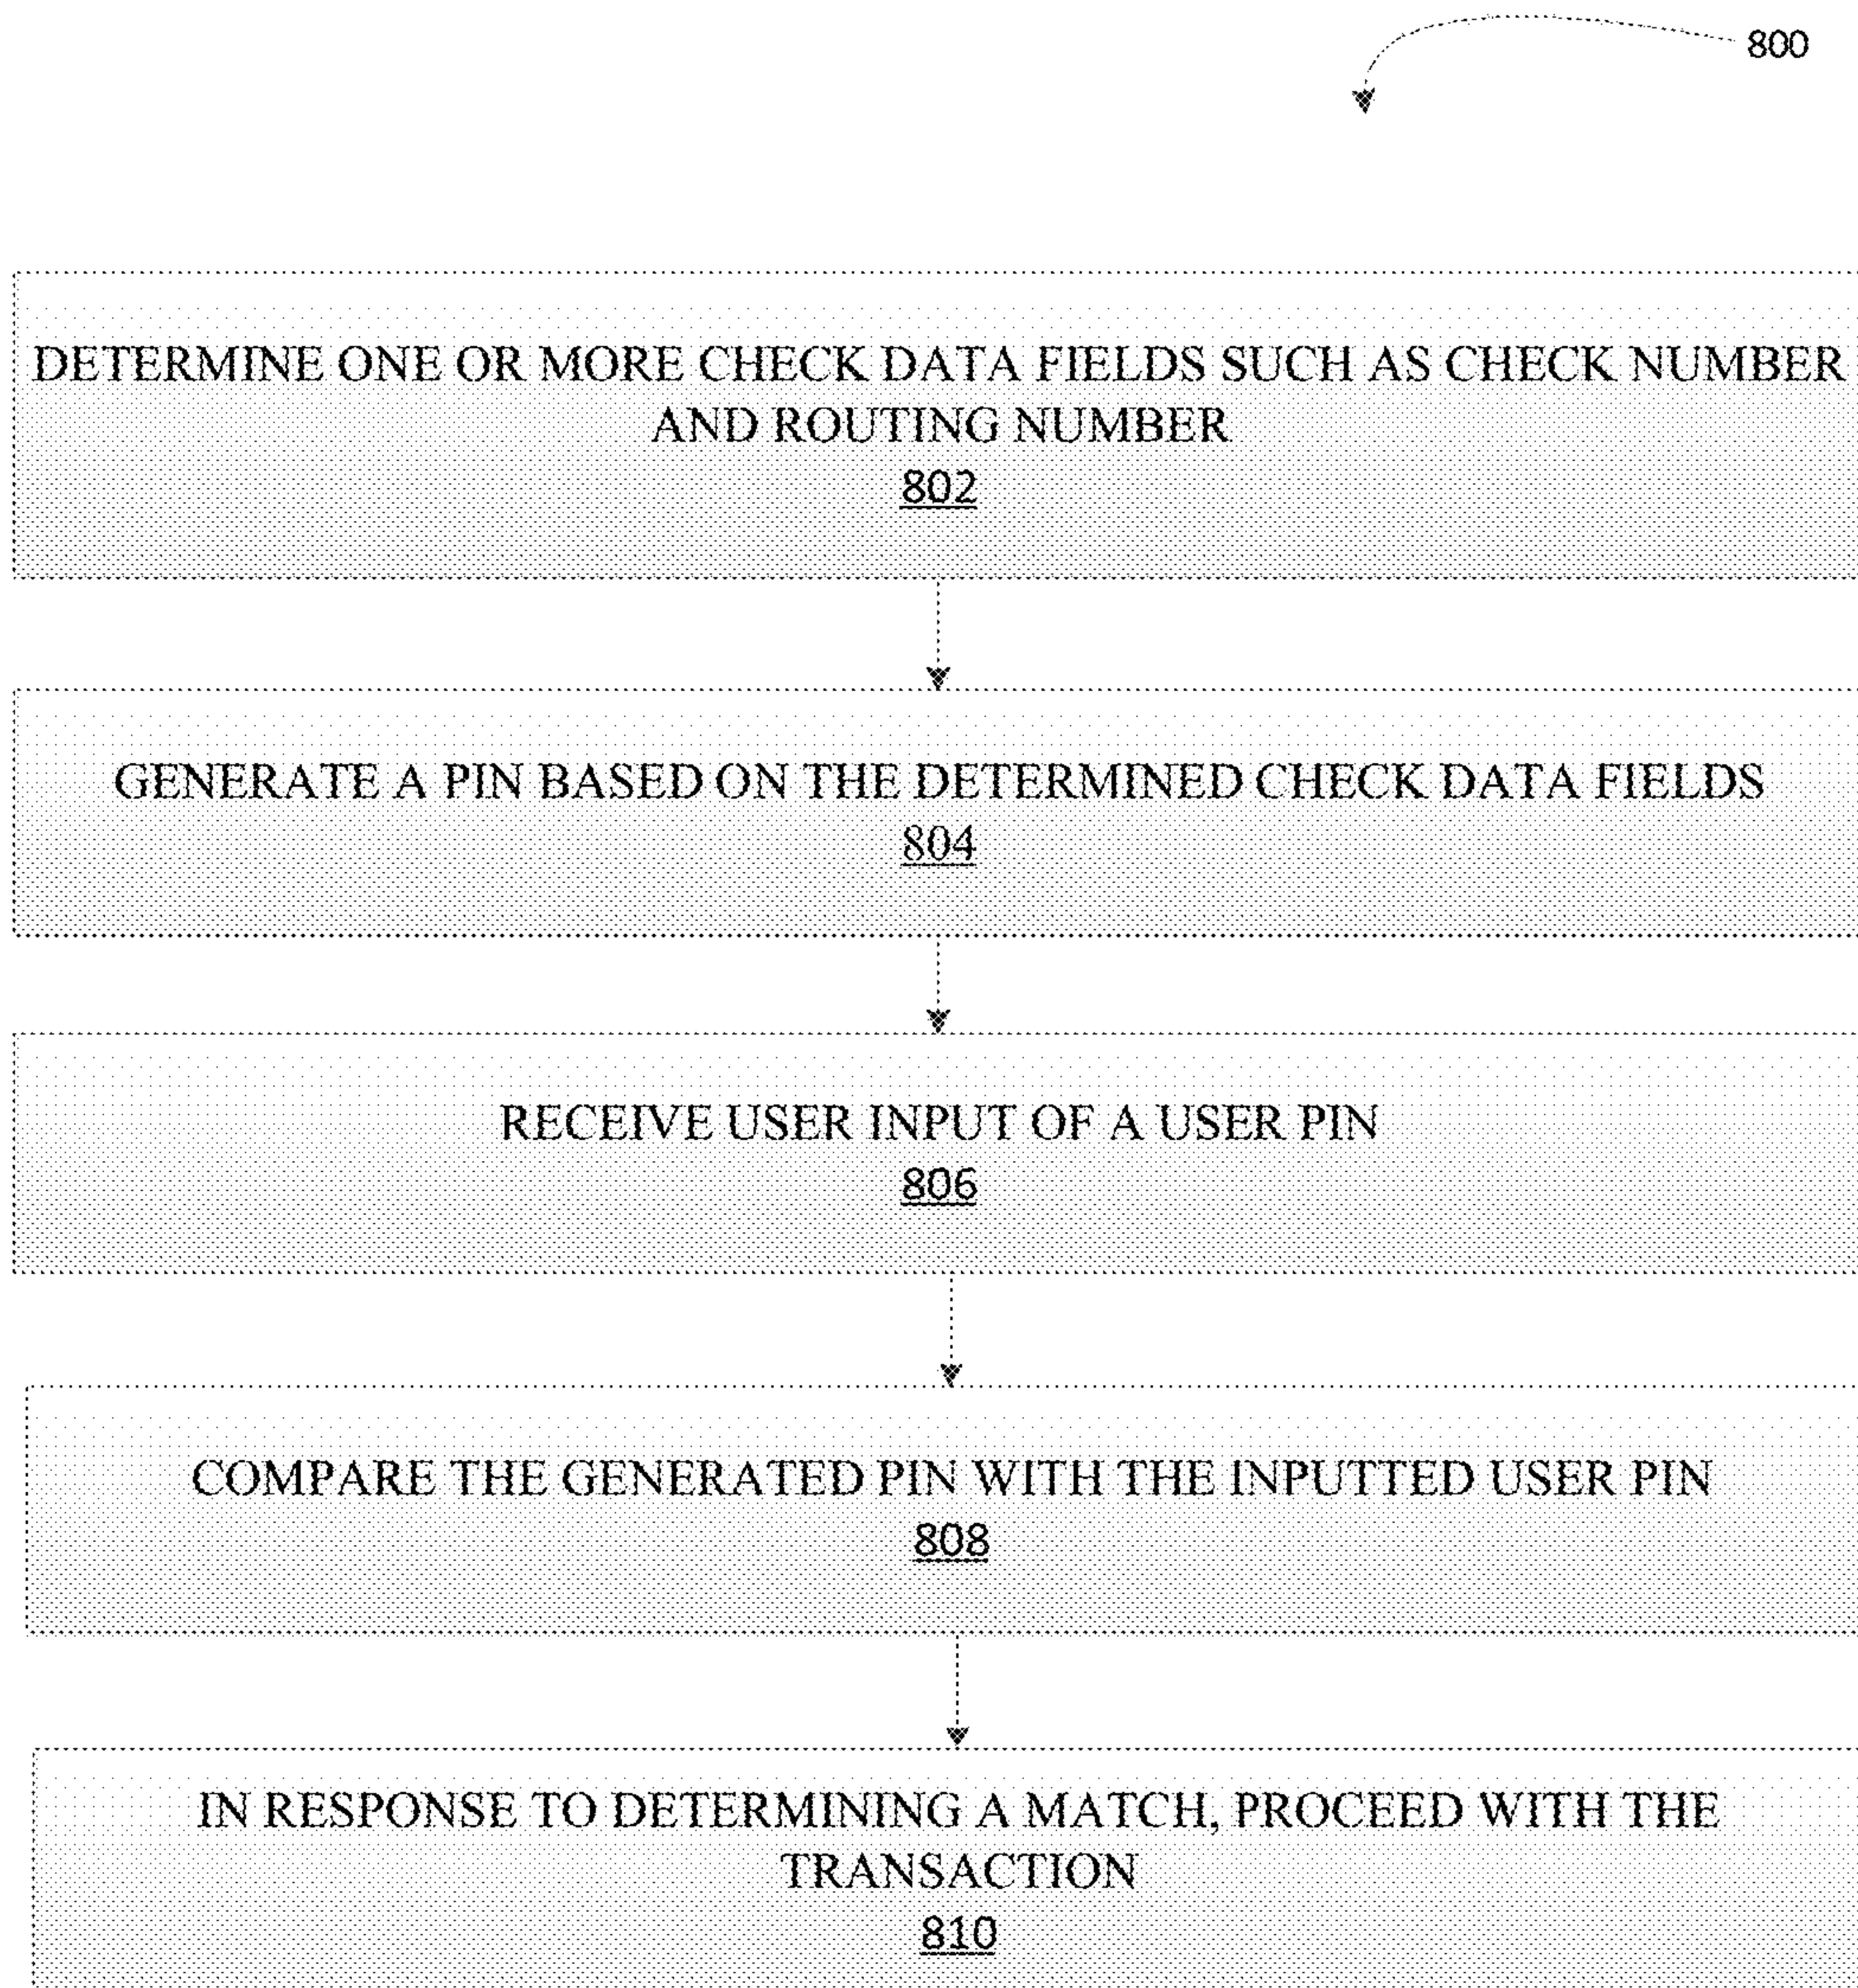 800
DETERMINE ONE OR MORE CHECK DATA FIELDS SUCH AS CHECK NUMBER
AND ROUTING NUMBER
802
GENERATE A PIN BASED ON THE DETERMINED CHECK DATA FIELDS
804
RECEIVE USER INPUT OF A USER PIN
806
COMPARE THE GENERATED PIN WITH THE INPUTTED USER PIN
808
IN RESPONSE TO DETERMINING A MATCH, PROCEED WITH THE
TRANSACTION
810